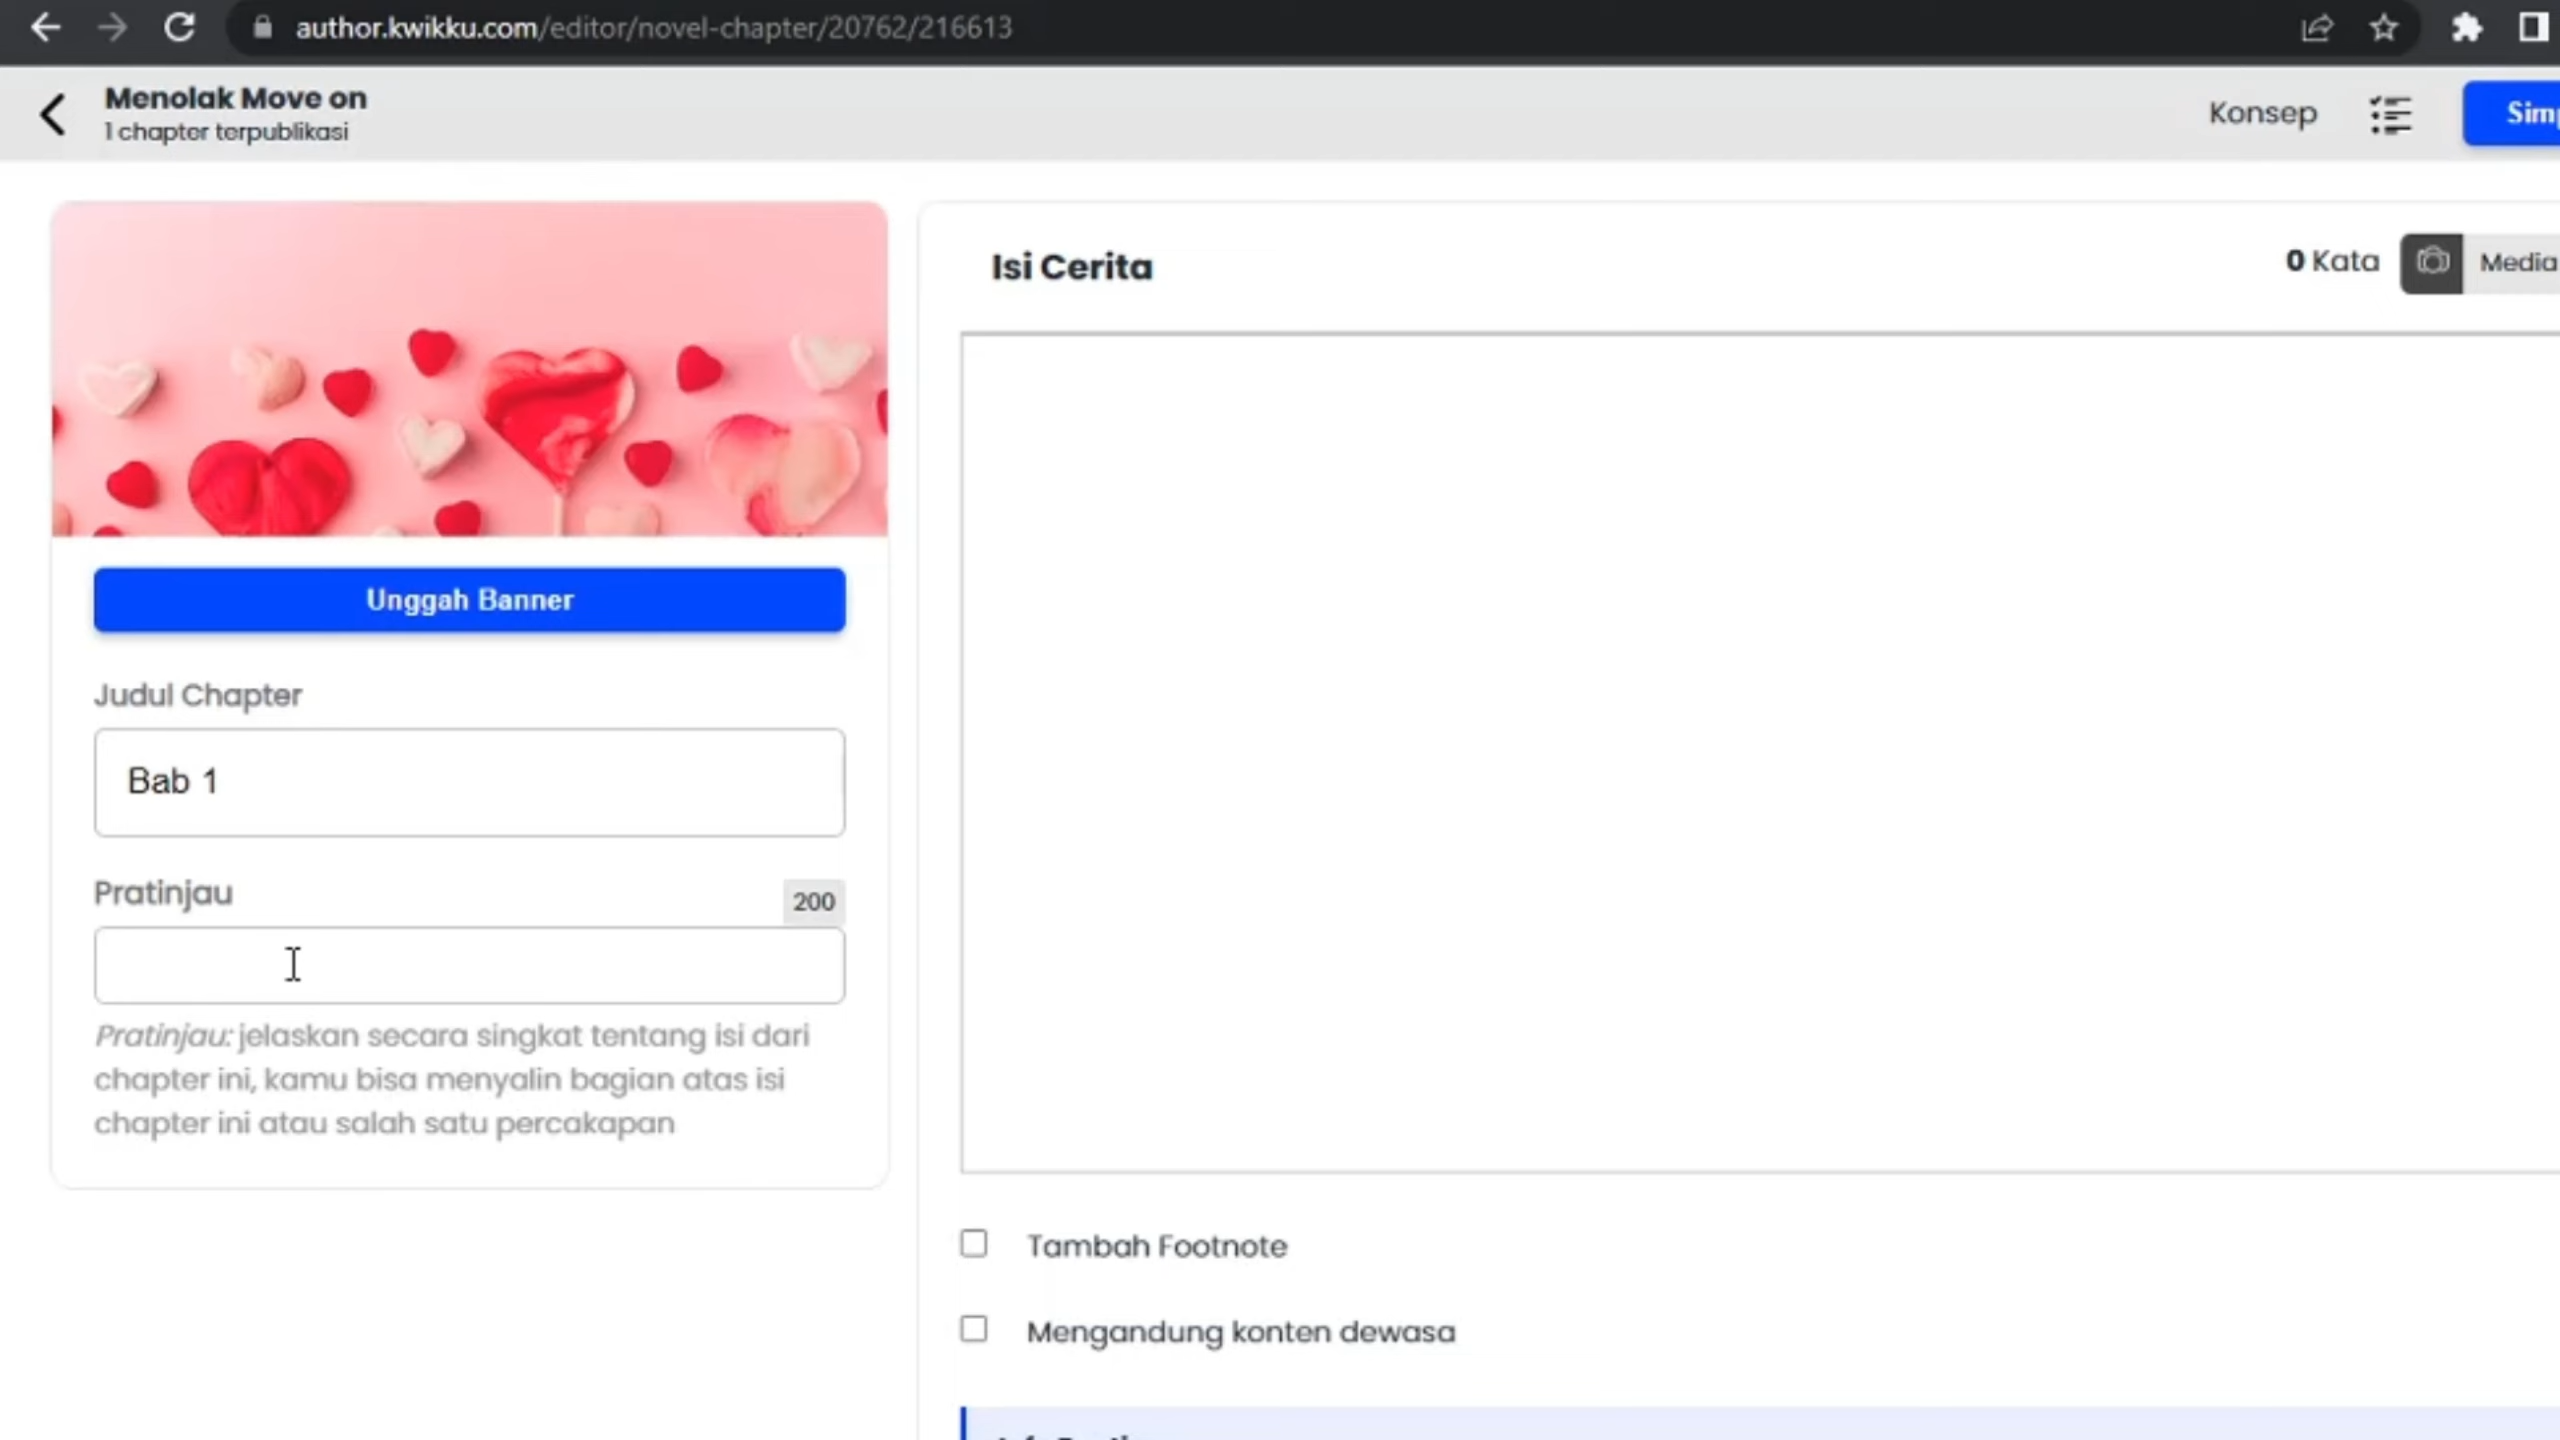 author.kwikku.com/editor/novel-chapter/20762/216613
Menolak Move on
1 chapter terpublikasi
Konsep
Isi Cerita
0 Kata
Media
Unggah Banner
Judul Chapter
Bab 1
Pratinjau
200
Pratinjau: jelaskan secara singkat tentang isi dari
chapter ini, kamu bisa menyalin bagian atas isi
chapter ini atau salah satu percakapan
Tambah Footnote
Mengandung konten dewasa